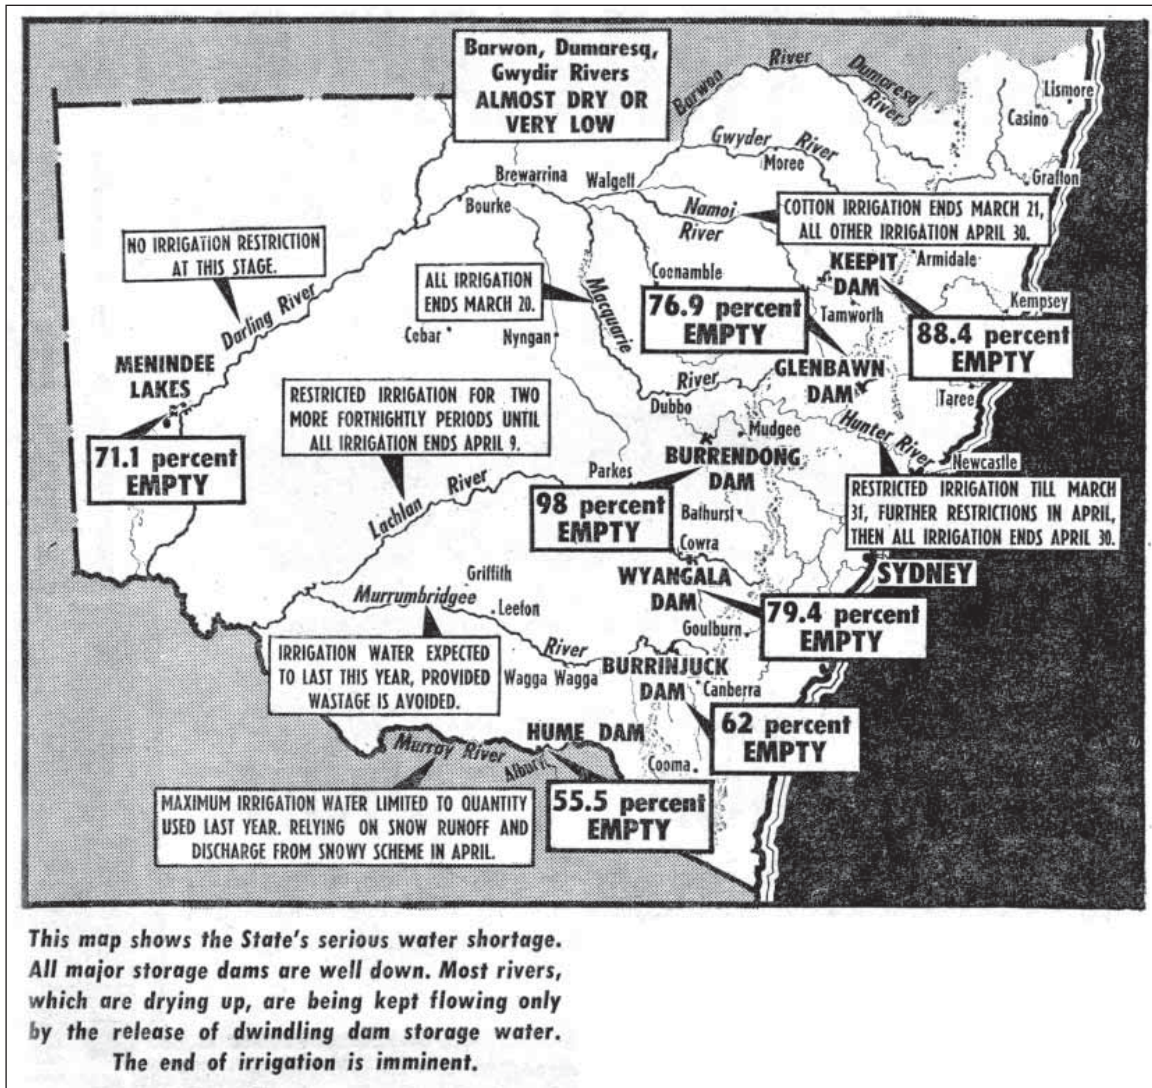 Barwon, Dumaresq,
Gwydir Rivers
ALMOST DRY OR
VERY LOW
Barwon River
Dumaresq
River
Lismore
Casino
Gwyder River
Moree
Grafton
Brewarrina
Walgett
Bourke
Namoi
River
COTTON IRRIGATION ENDS MARCH 21,
ALL OTHER IRRIGATION APRIL 30.
NO IRRIGATION RESTRICTION
AT THIS STAGE.
Darling River
ALL IRRIGATION
ENDS MARCH 20.
Coonamble
KEEPIT
DAM
Armidale
Kempsey
Tamworth
76.9 percent
EMPTY
88.4 percent
EMPTY
Cobar
Nyngan
Macquarie
River
GLENBAWN
DAM
Taree
MENINDEE
LAKES
71.1 percent
EMPTY
RESTRICTED IRRIGATION FOR TWO
MORE FORTNIGHTLY PERIODS UNTIL
ALL IRRIGATION ENDS APRIL 9.
Dubbo
Mudgee
Hunter River
Newcastle
BURRENDONG
DAM
Parkes
98 percent
EMPTY
Lachlan River
Bathurst
RESTRICTED IRRIGATION TILL MARCH
31, FURTHER RESTRICTIONS IN APRIL,
THEN ALL IRRIGATION ENDS APRIL 30.
Cowra
SYDNEY
WYANGALA
DAM
79.4 percent
EMPTY
Griffith
Murrumbidgee
Leeton
River
Goulburn
IRRIGATION WATER EXPECTED
TO LAST THIS YEAR, PROVIDED
WASTAGE IS AVOIDED.
Wagga Wagga
BURRINJUCK
DAM
Canberra
62 percent
EMPTY
HUME DAM
Murray River
Albury
Cooma
55.5 percent
EMPTY
MAXIMUM IRRIGATION WATER LIMITED TO QUANTITY
USED LAST YEAR. RELYING ON SNOW RUNOFF AND
DISCHARGE FROM SNOWY SCHEME IN APRIL.
This map shows the State's serious water shortage.
All major storage dams are well down. Most rivers,
which are drying up, are being kept flowing only
by the release of dwindling dam storage water.
The end of irrigation is imminent.